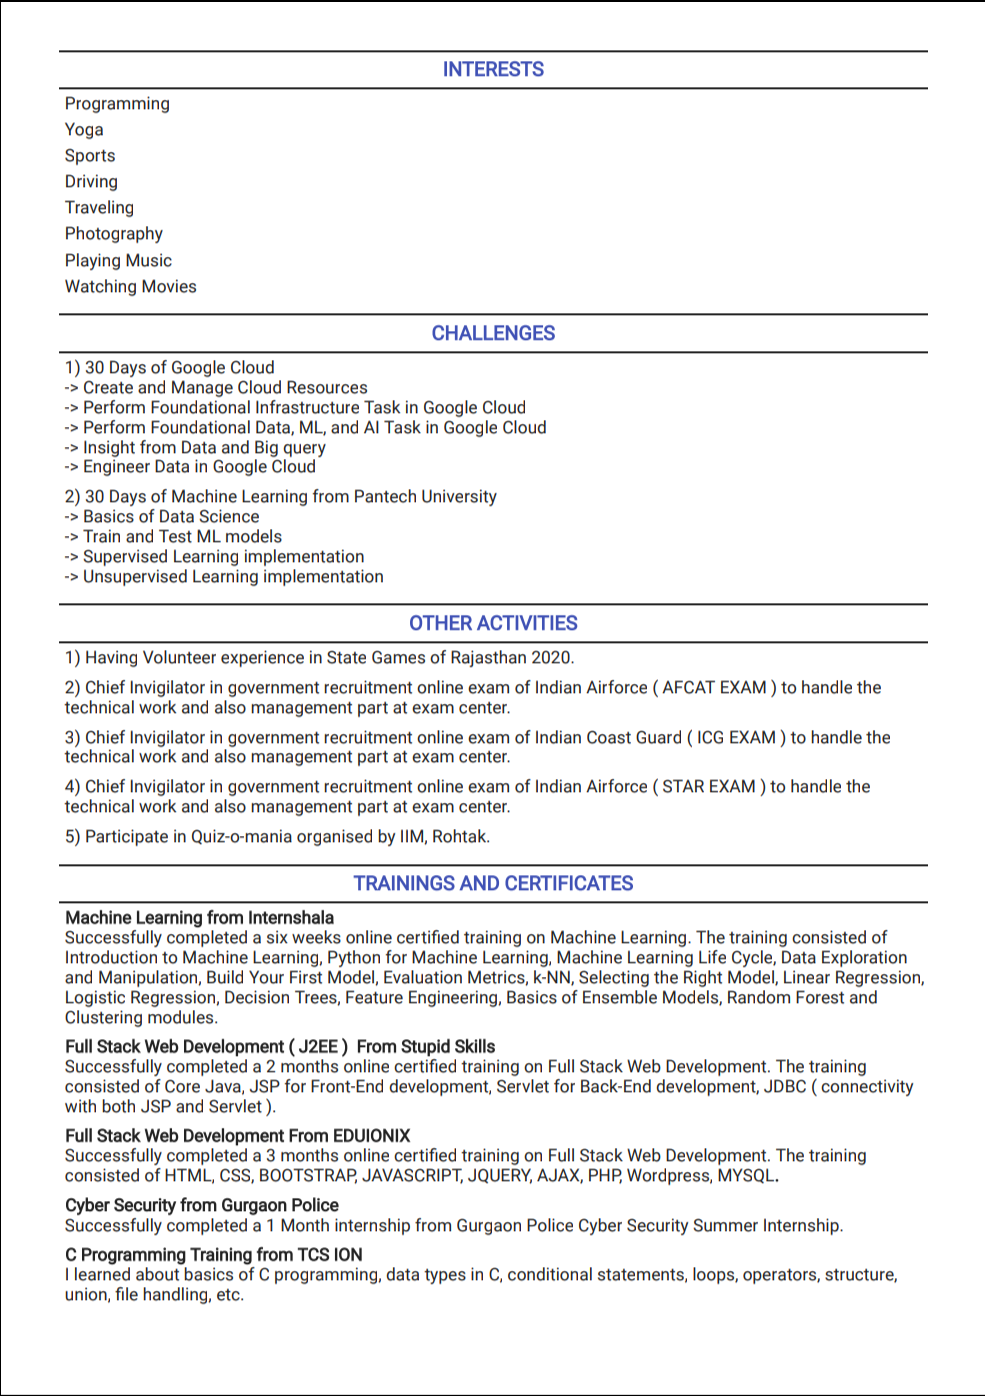 INTERESTS
Programming
Yoga
Sports
Driving
Traveling
Photography
Playing Music
Watching Movies
CHALLENGES
1) 30 Days of Google Cloud
-> Create and Manage Cloud Resources
-> Perform Foundational Infrastructure Task in Google Cloud
-> Perform Foundational Data, ML, and AI Task in Google Cloud
-> Insight from Data and Big query
-> Engineer Data in Google Cloud
2) 30 Days of Machine Learning from Pantech University
-> Basics of Data Science
-> Train and Test ML models
-> Supervised Learning implementation
-> Unsupervised Learning implementation
OTHER ACTIVITIES
1) Having Volunteer experience in State Games of Rajasthan 2020.
2) Chief Invigilator in government recruitment online exam of Indian Airforce ( AFCAT EXAM ) to handle the
technical work and also management part at exam center.
3) Chief Invigilator in government recruitment online exam of Indian Coast Guard ( ICG EXAM ) to handle the
technical work and also management part at exam center.
4) Chief Invigilator in government recruitment online exam of Indian Airforce ( STAR EXAM ) to handle the
technical work and also management part at exam center.
5) Participate in Quiz-o-mania organised by IIM, Rohtak.
TRAININGS AND CERTIFICATES
Machine Learning from Internshala
Successfully completed a six weeks online certified training on Machine Learning. The training consisted of
Introduction to Machine Learning, Python for Machine Learning, Machine Learning Life Cycle, Data Exploration
and Manipulation, Build Your First Model, Evaluation Metrics, k-NN, Selecting the Right Model, Linear Regression,
Logistic Regression, Decision Trees, Feature Engineering, Basics of Ensemble Models, Random Forest and
Clustering modules.
Full Stack Web Development ( J2EE ) From Stupid Skills
Successfully completed a 2 months online certified training on Full Stack Web Development. The training
consisted of Core Java, JSP for Front-End development, Servlet for Back-End development, JDBC ( connectivity
with both JSP and Servlet ).
Full Stack Web Development From EDUIONIX
Successfully completed a 3 months online certified training on Full Stack Web Development. The training
consisted of HTML, CSS, BOOTSTRAP, JAVASCRIPT, JQUERY, AJAX, PHP, Wordpress, MYSQL.
Cyber Security from Gurgaon Police
Successfully completed a 1 Month internship from Gurgaon Police Cyber Security Summer Internship.
C Programming Training from TCS ION
I learned about basics of C programming, data types in C, conditional statements, loops, operators, structure,
union, file handling, etc.